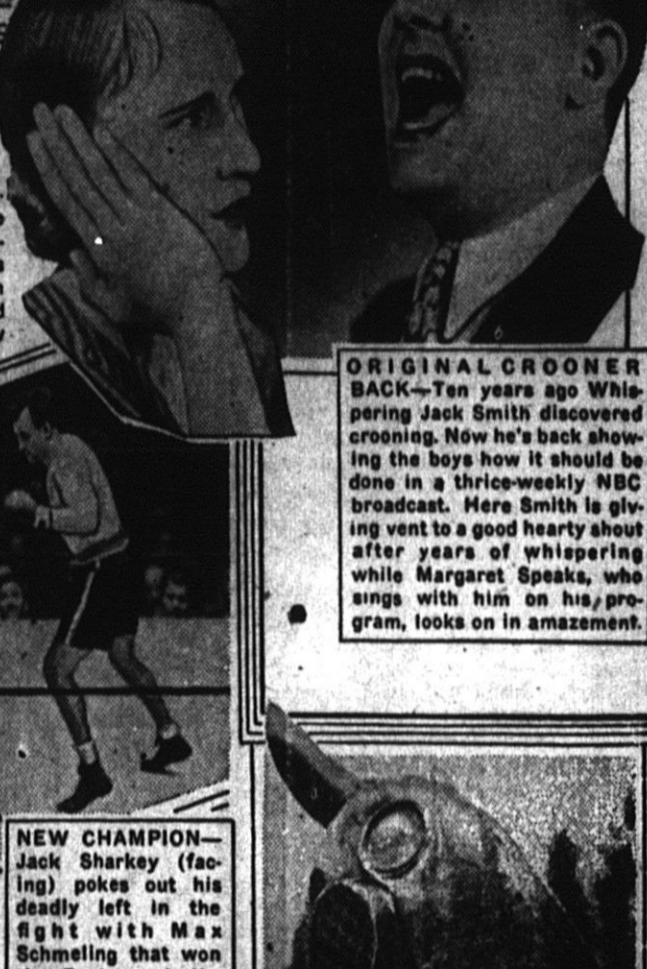 ORIGINAL CROONER
BACK—Ten years ago Whis-
pering Jack Smith discovered
crooning. Now he's back show-
ing the boys how it should be
done in a thrice-weekly NBC
broadcast. Here Smith is giv-
ing vent to a good hearty shout
after years of whispering
while Margaret Speaks, who
sings with him on his pro-
gram, looks on in amazement.
NEW CHAMPION—
Jack Sharkey (fac-
ing) pokes out his
deadly left in the
fight with Max
Schmeling that won